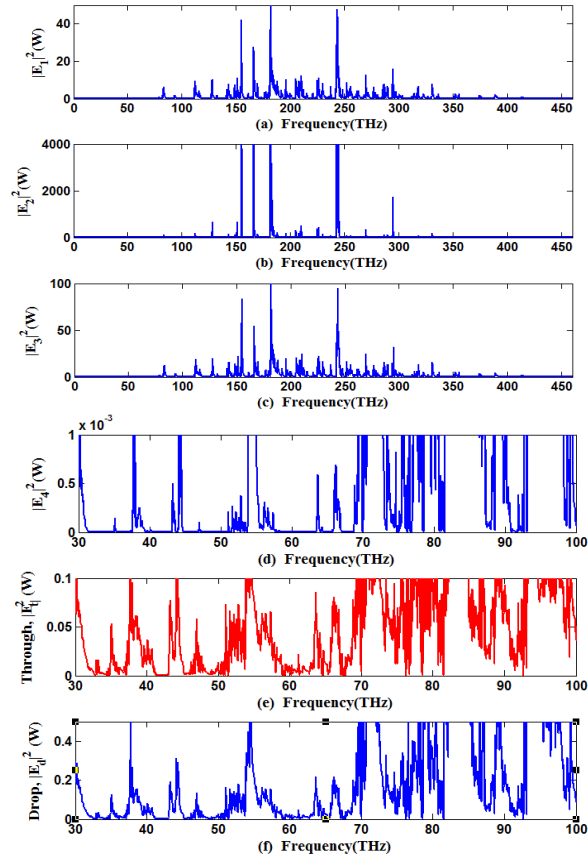 |E1|²(W)
40
20
0
0 50 100 150 200 250 300 350 400 450
(a) Frequency(THz)
|E2|²(W)
4000
2000
0
0 50 100 150 200 250 300 350 400 450
(b) Frequency(THz)
|E3|²(W)
100
50
0
0 50 100 150 200 250 300 350 400 450
(c) Frequency(THz)
x 10⁻³
|E4|²(W)
1
0.5
0
30 40 50 60 70 80 90 100
(d) Frequency(THz)
Through, |Et|² (W)
0.1
0.05
0
30 40 50 60 70 80 90 100
(e) Frequency(THz)
Drop, |Ed|² (W)
0.4
0.2
0
30 40 50 60 70 80 90 100
(f) Frequency(THz)